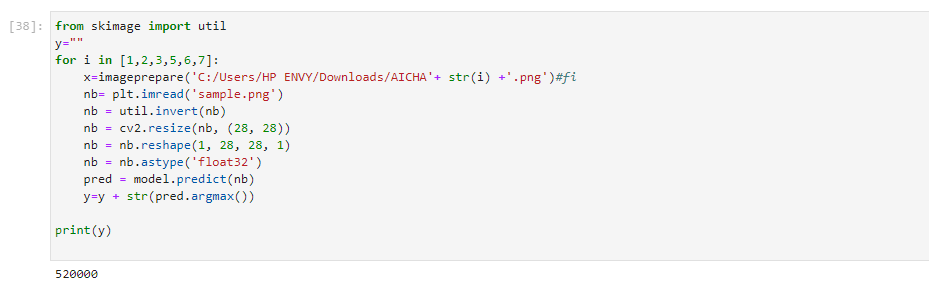 [38]: from skimage import util
y=""
for i in [1,2,3,5,6,7]:
    x=imageprepare('C:/Users/HP ENVY/Downloads/AICHA'+ str(i) +'.png')#fi
    nb= plt.imread('sample.png')
    nb = util.invert(nb)
    nb = cv2.resize(nb, (28, 28))
    nb = nb.reshape(1, 28, 28, 1)
    nb = nb.astype('float32')
    pred = model.predict(nb)
    y=y + str(pred.argmax())

print(y)
520000